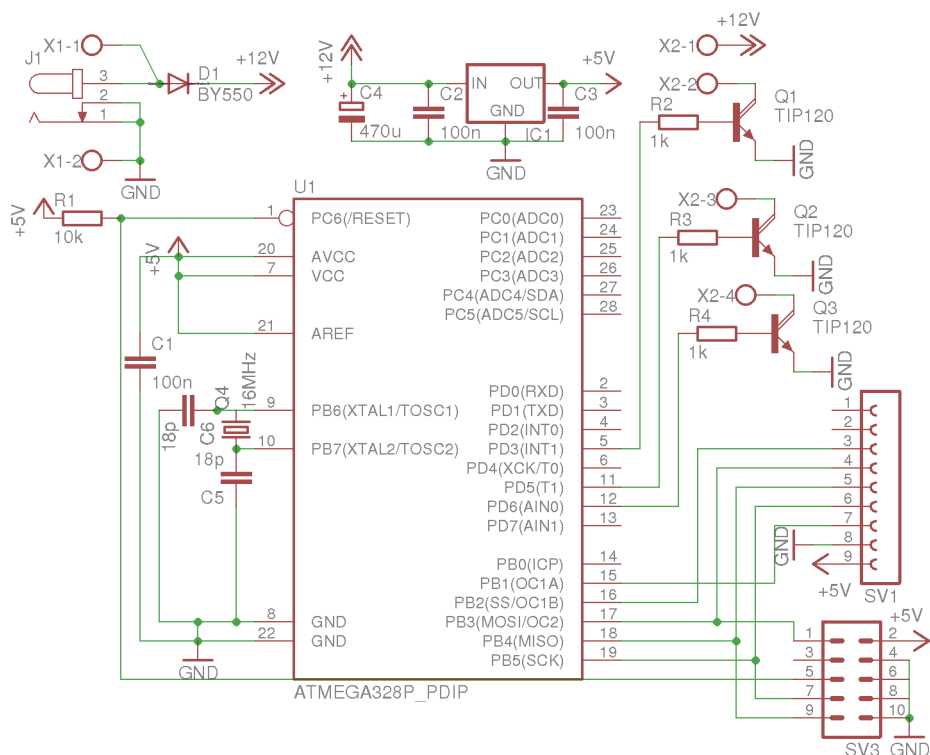 X1-1
J1
3
2
1
X1-2
GND
D1
BY550
+12V
+12V
C4
470u
C2
100n
IN
OUT
GND
IC1
C3
100n
+5V
GND
X2-1
+12V
X2-2
R2
1k
Q1
TIP120
GND
X2-3
R3
1k
Q2
TIP120
GND
X2-4
R4
1k
Q3
TIP120
GND
+5V
R1
10k
+5V
C1
100n
18p
C6
Q4
16MHz
18p
C5
GND
U1
1 PC6(/RESET)
20 AVCC
7 VCC
21 AREF
9 PB6(XTAL1/TOSC1)
10 PB7(XTAL2/TOSC2)
8 GND
22 GND
PC0(ADC0) 23
PC1(ADC1) 24
PC2(ADC2) 25
PC3(ADC3) 26
PC4(ADC4/SDA) 27
PC5(ADC5/SCL) 28
PD0(RXD) 2
PD1(TXD) 3
PD2(INT0) 4
PD3(INT1) 5
PD4(XCK/T0) 6
PD5(T1) 11
PD6(AIN0) 12
PD7(AIN1) 13
PB0(ICP) 14
PB1(OC1A) 15
PB2(SS/OC1B) 16
PB3(MOSI/OC2) 17
PB4(MISO) 18
PB5(SCK) 19
ATMEGA328P_PDIP
1
2
3
4
5
6
7
8
9
GND
+5V
SV1
1 2
3 4
5 6
7 8
9 10
+5V
SV3
GND